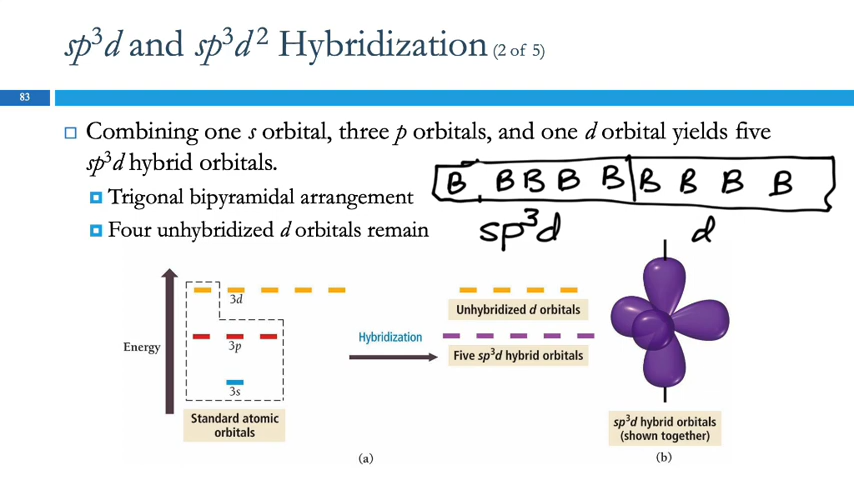 sp³d and sp³d² Hybridization (2 of 5)
83
Combining one s orbital, three p orbitals, and one d orbital yields five
sp³d hybrid orbitals.
B B B B B B B B B
Trigonal bipyramidal arrangement
Four unhybridized d orbitals remain
sp³d d
3d
Unhybridized d orbitals
Energy
3p
Hybridization
Five sp³d hybrid orbitals
3s
Standard atomic
orbitals
sp³d hybrid orbitals
(shown together)
(a)
(b)